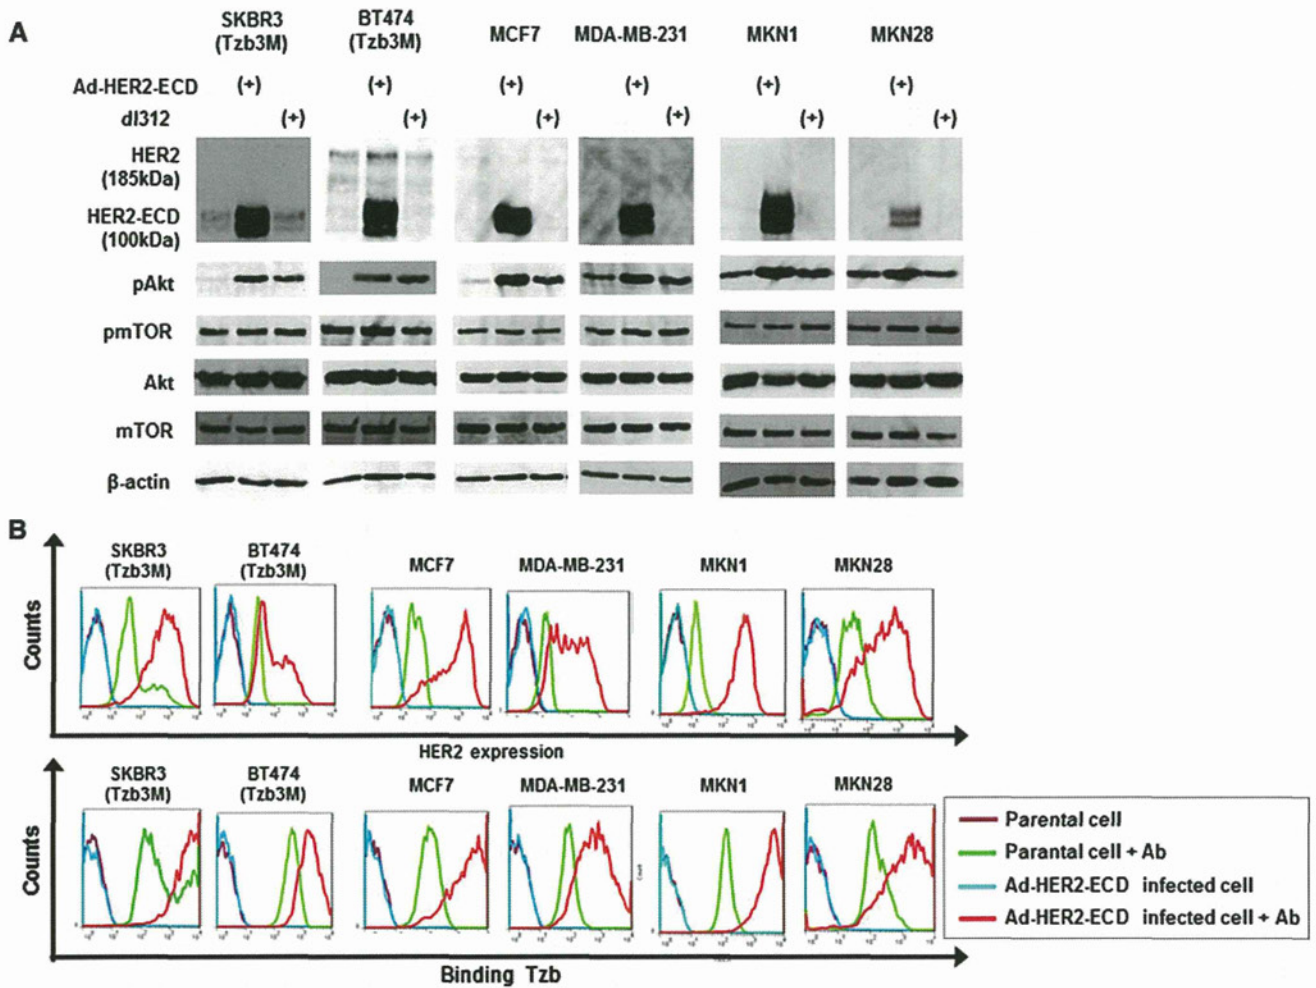 A
SKBR3 (Tzb3M)
BT474 (Tzb3M)
MCF7
MDA-MB-231
MKN1
MKN28
Ad-HER2-ECD (+) (+) (+) (+) (+) (+)
dl312 (+) (+) (+) (+) (+) (+)
HER2
(185kDa)
HER2-ECD
(100kDa)
pAkt
pmTOR
Akt
mTOR
β-actin
B
Counts
SKBR3
(Tzb3M)
BT474
(Tzb3M)
MCF7
MDA-MB-231
MKN1
MKN28
HER2 expression
Counts
SKBR3
(Tzb3M)
BT474
(Tzb3M)
MCF7
MDA-MB-231
MKN1
MKN28
Binding Tzb
Parental cell
Parantal cell + Ab
Ad-HER2-ECD infected cell
Ad-HER2-ECD infected cell + Ab